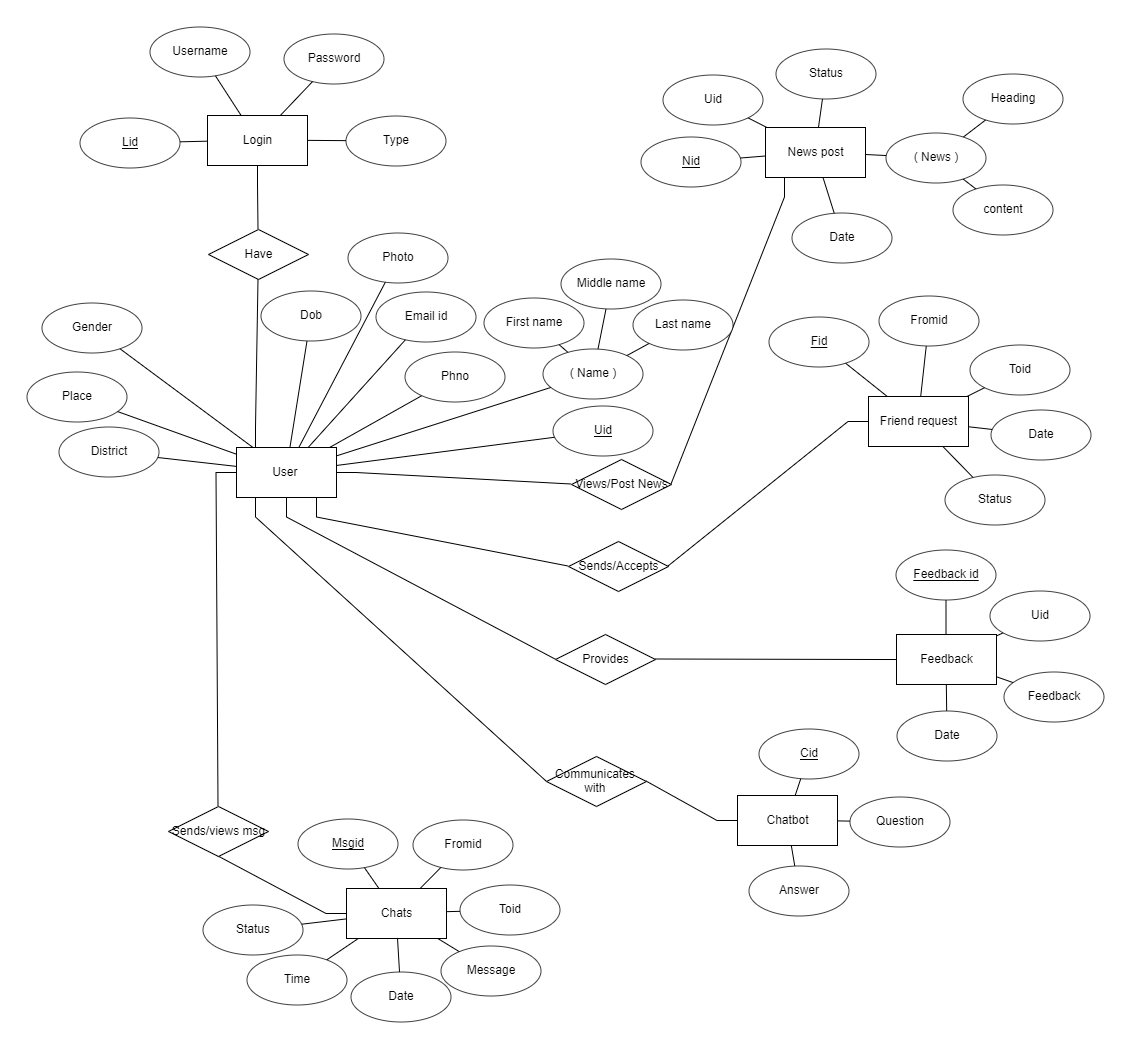 Username
Password
Lid
Login
Type
Have
Status
Uid
Heading
News post
( News )
Nid
content
Date
Photo
Gender
Dob
Email id
Middle name
First name
Last name
Place
Phno
( Name )
District
Uid
User
Views/Post News
Fromid
Fid
Toid
Friend request
Date
Status
Sends/Accepts
Feedback id
Uid
Provides
Feedback
Feedback
Date
Cid
Communicates
with
Chatbot
Question
Answer
Sends/views msg
Msgid
Fromid
Chats
Toid
Status
Time
Date
Message